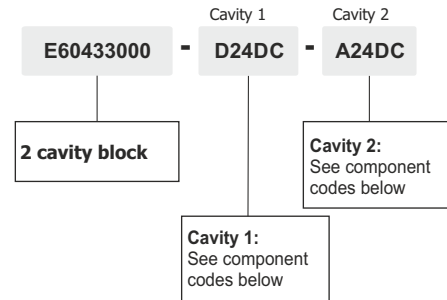 Cavity 1 Cavity 2
E60433000 - D24DC - A24DC
2 cavity block
Cavity 2:
See component
codes below
Cavity 1:
See component
codes below